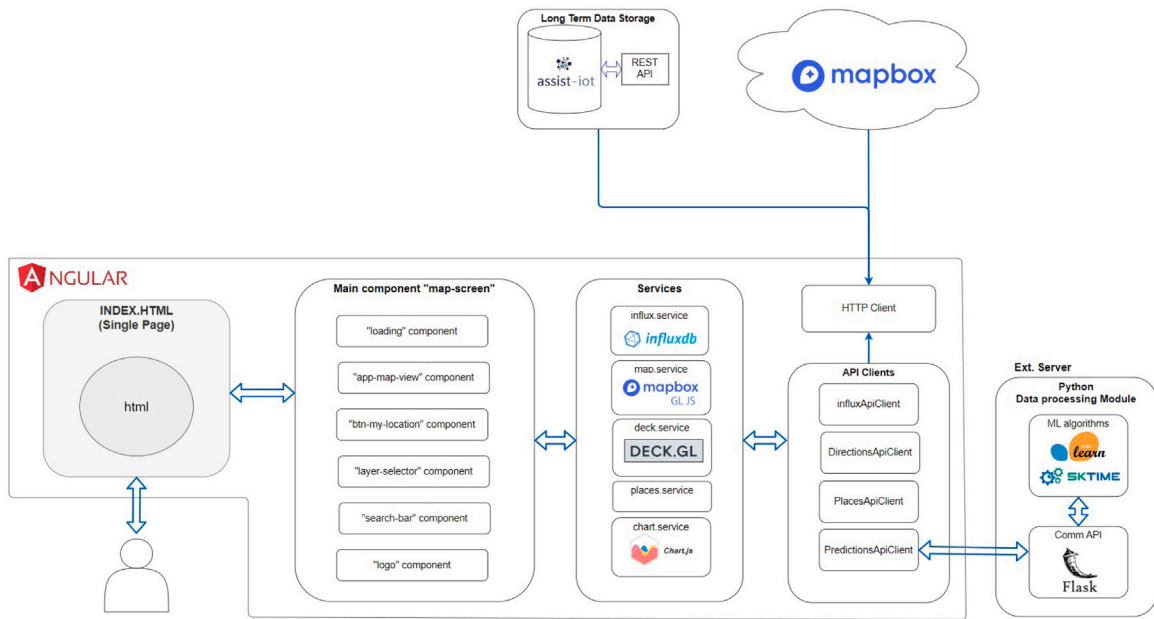 Long Term Data Storage
assist-iot
REST
API
mapbox
ANGULAR
INDEX.HTML
(Single Page)
html
Main component "map-screen"
"loading" component
"app-map-view" component
"btn-my-location" component
"layer-selector" component
"search-bar" component
"logo" component
Services
influx.service
influxdb
map.service
mapbox
GL JS
deck.service
DECK.GL
places.service
chart.service
Chart.js
HTTP Client
API Clients
influxApiClient
DirectionsApiClient
PlacesApiClient
PredictionsApiClient
Ext. Server
Python
Data processing Module
ML algorithms
learn
SKTIME
Comm API
Flask